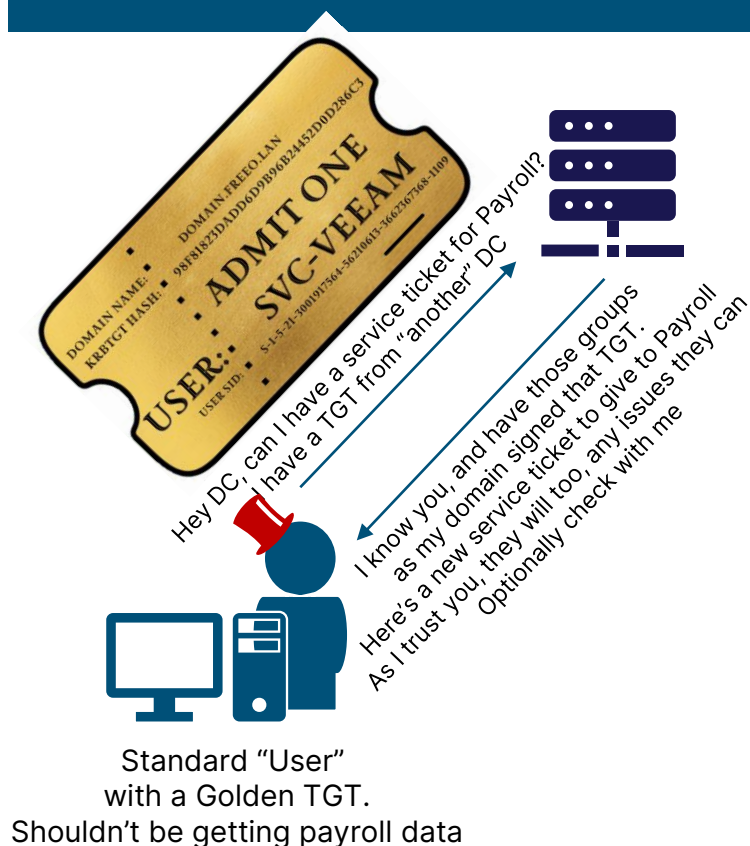 DOMAIN NAME: DOMAIN.FREEO.LAN
KRBTGT HASH: 98F81823DADD6D9B96B24452D0D286C3
ADMIT ONE
USER: SVC-VEEAM
USER SID: S-1-5-21-3001917564-56210613-3662367368-1109
Hey DC, can I have a service ticket for Payroll?
I have a TGT from “another” DC
I know you, and have those groups
as my domain signed that TGT.
Here’s a new service ticket to give to Payroll
As I trust you, they will too, any issues they can
Optionally check with me
Standard “User”
with a Golden TGT.
Shouldn’t be getting payroll data